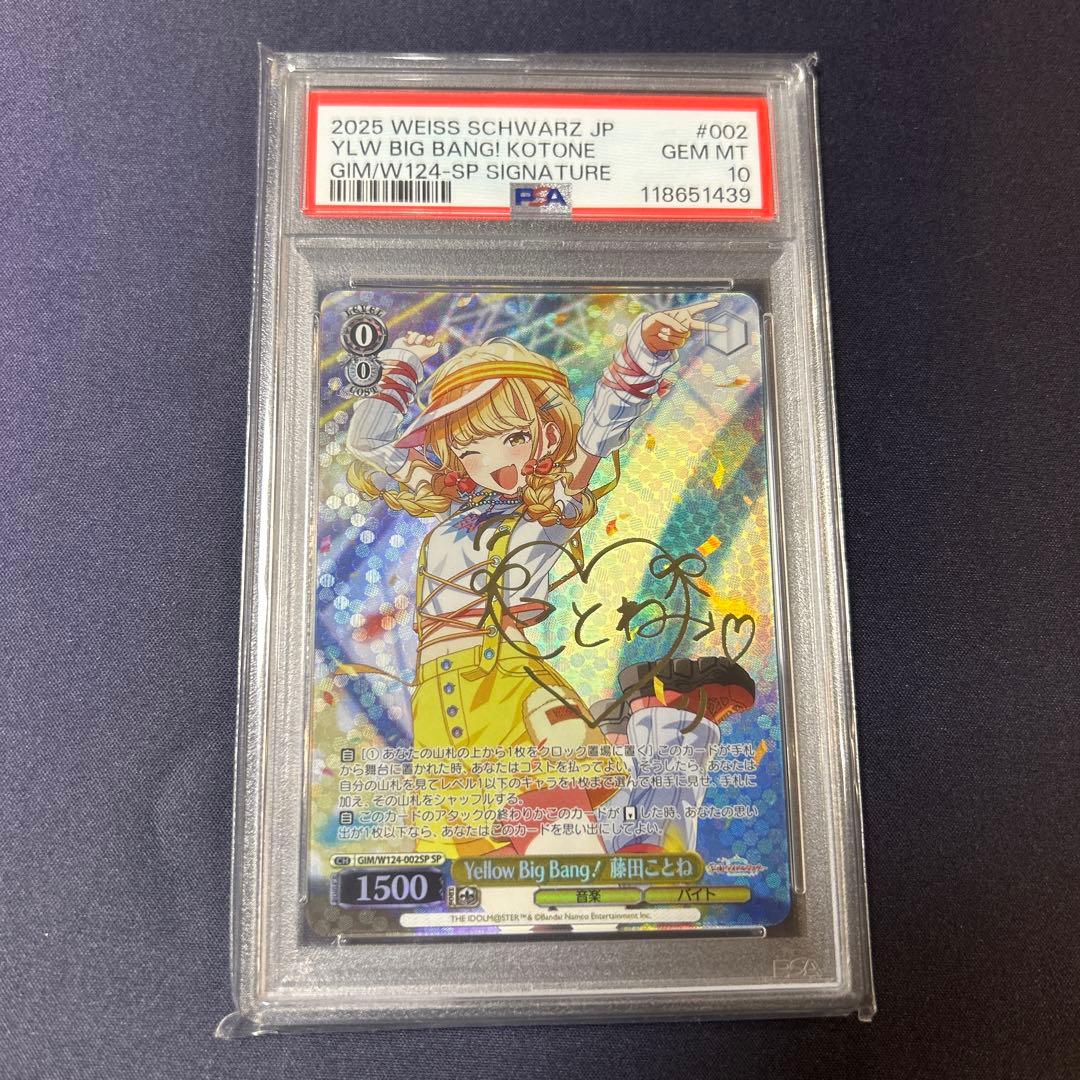 2025 WEISS SCHWARZ JP #002
YLW BIG BANG! KOTONE GEM MT
GIM/W124-SP SIGNATURE 10
PSA 118651439
LEVEL
0
0
COST
ことね
自 [① あなたの山札の上から1枚をクロック置場に置く] このカードが手札
から舞台に置かれた時、あなたはコストを払ってよい。そうしたら、あなたは
自分の山札を見てレベル1以下のキャラを1枚まで選んで相手に見せ、手札に
加え、その山札をシャッフルする。
自 このカードのアタックの終わりかこのカードが した時、あなたの思い
出が1枚以下なら、あなたはこのカードを思い出にしてよい。
CH GIM/W124-002SP SP
Yellow Big Bang! 藤田ことね
1500
音楽 バイト
THE IDOLM@STER™& ©Bandai Namco Entertainment Inc.
PSA